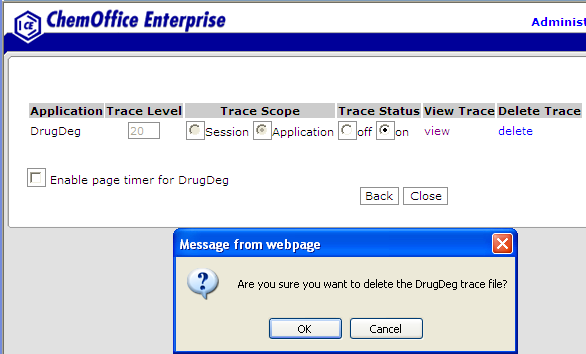 CE ChemOffice Enterprise
Administ
Application Trace Level Trace Scope Trace Status View Trace Delete Trace
DrugDeg 20 Session Application off on view delete
Enable page timer for DrugDeg
Back Close
Message from webpage
Are you sure you want to delete the DrugDeg trace file?
OK Cancel